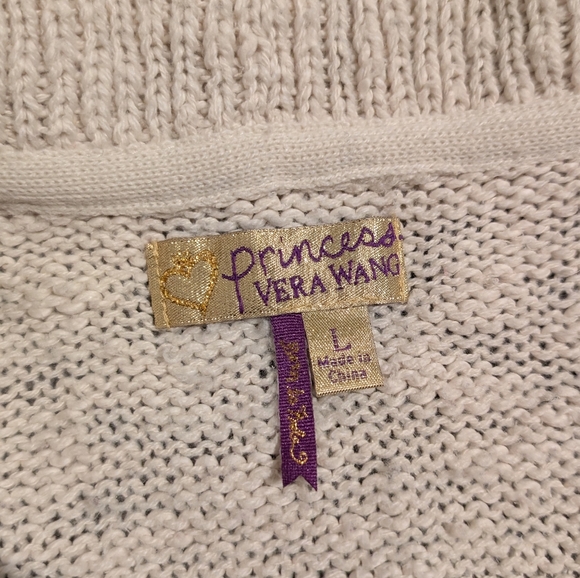 princess
VERA WANG
L
Made in
China